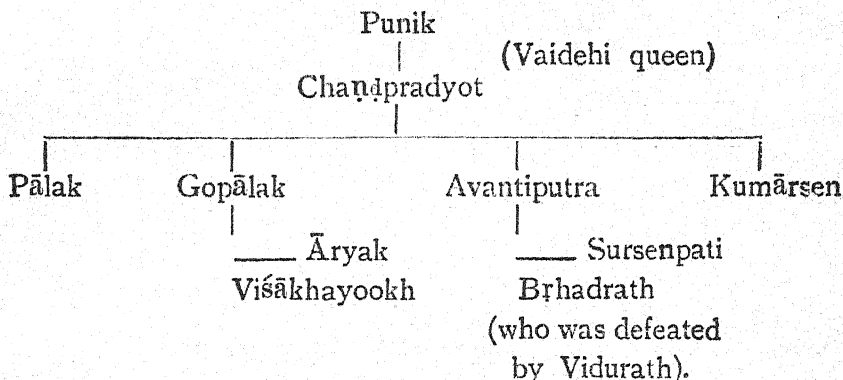 Punik
(Vaidehi queen)
Chaṇḍpradyot
Pālak Gopālak Avantiputra Kumārsen
Āryak Sursenpati
Viśākhayookh Bṛhadrath
(who was defeated
by Vidurath).